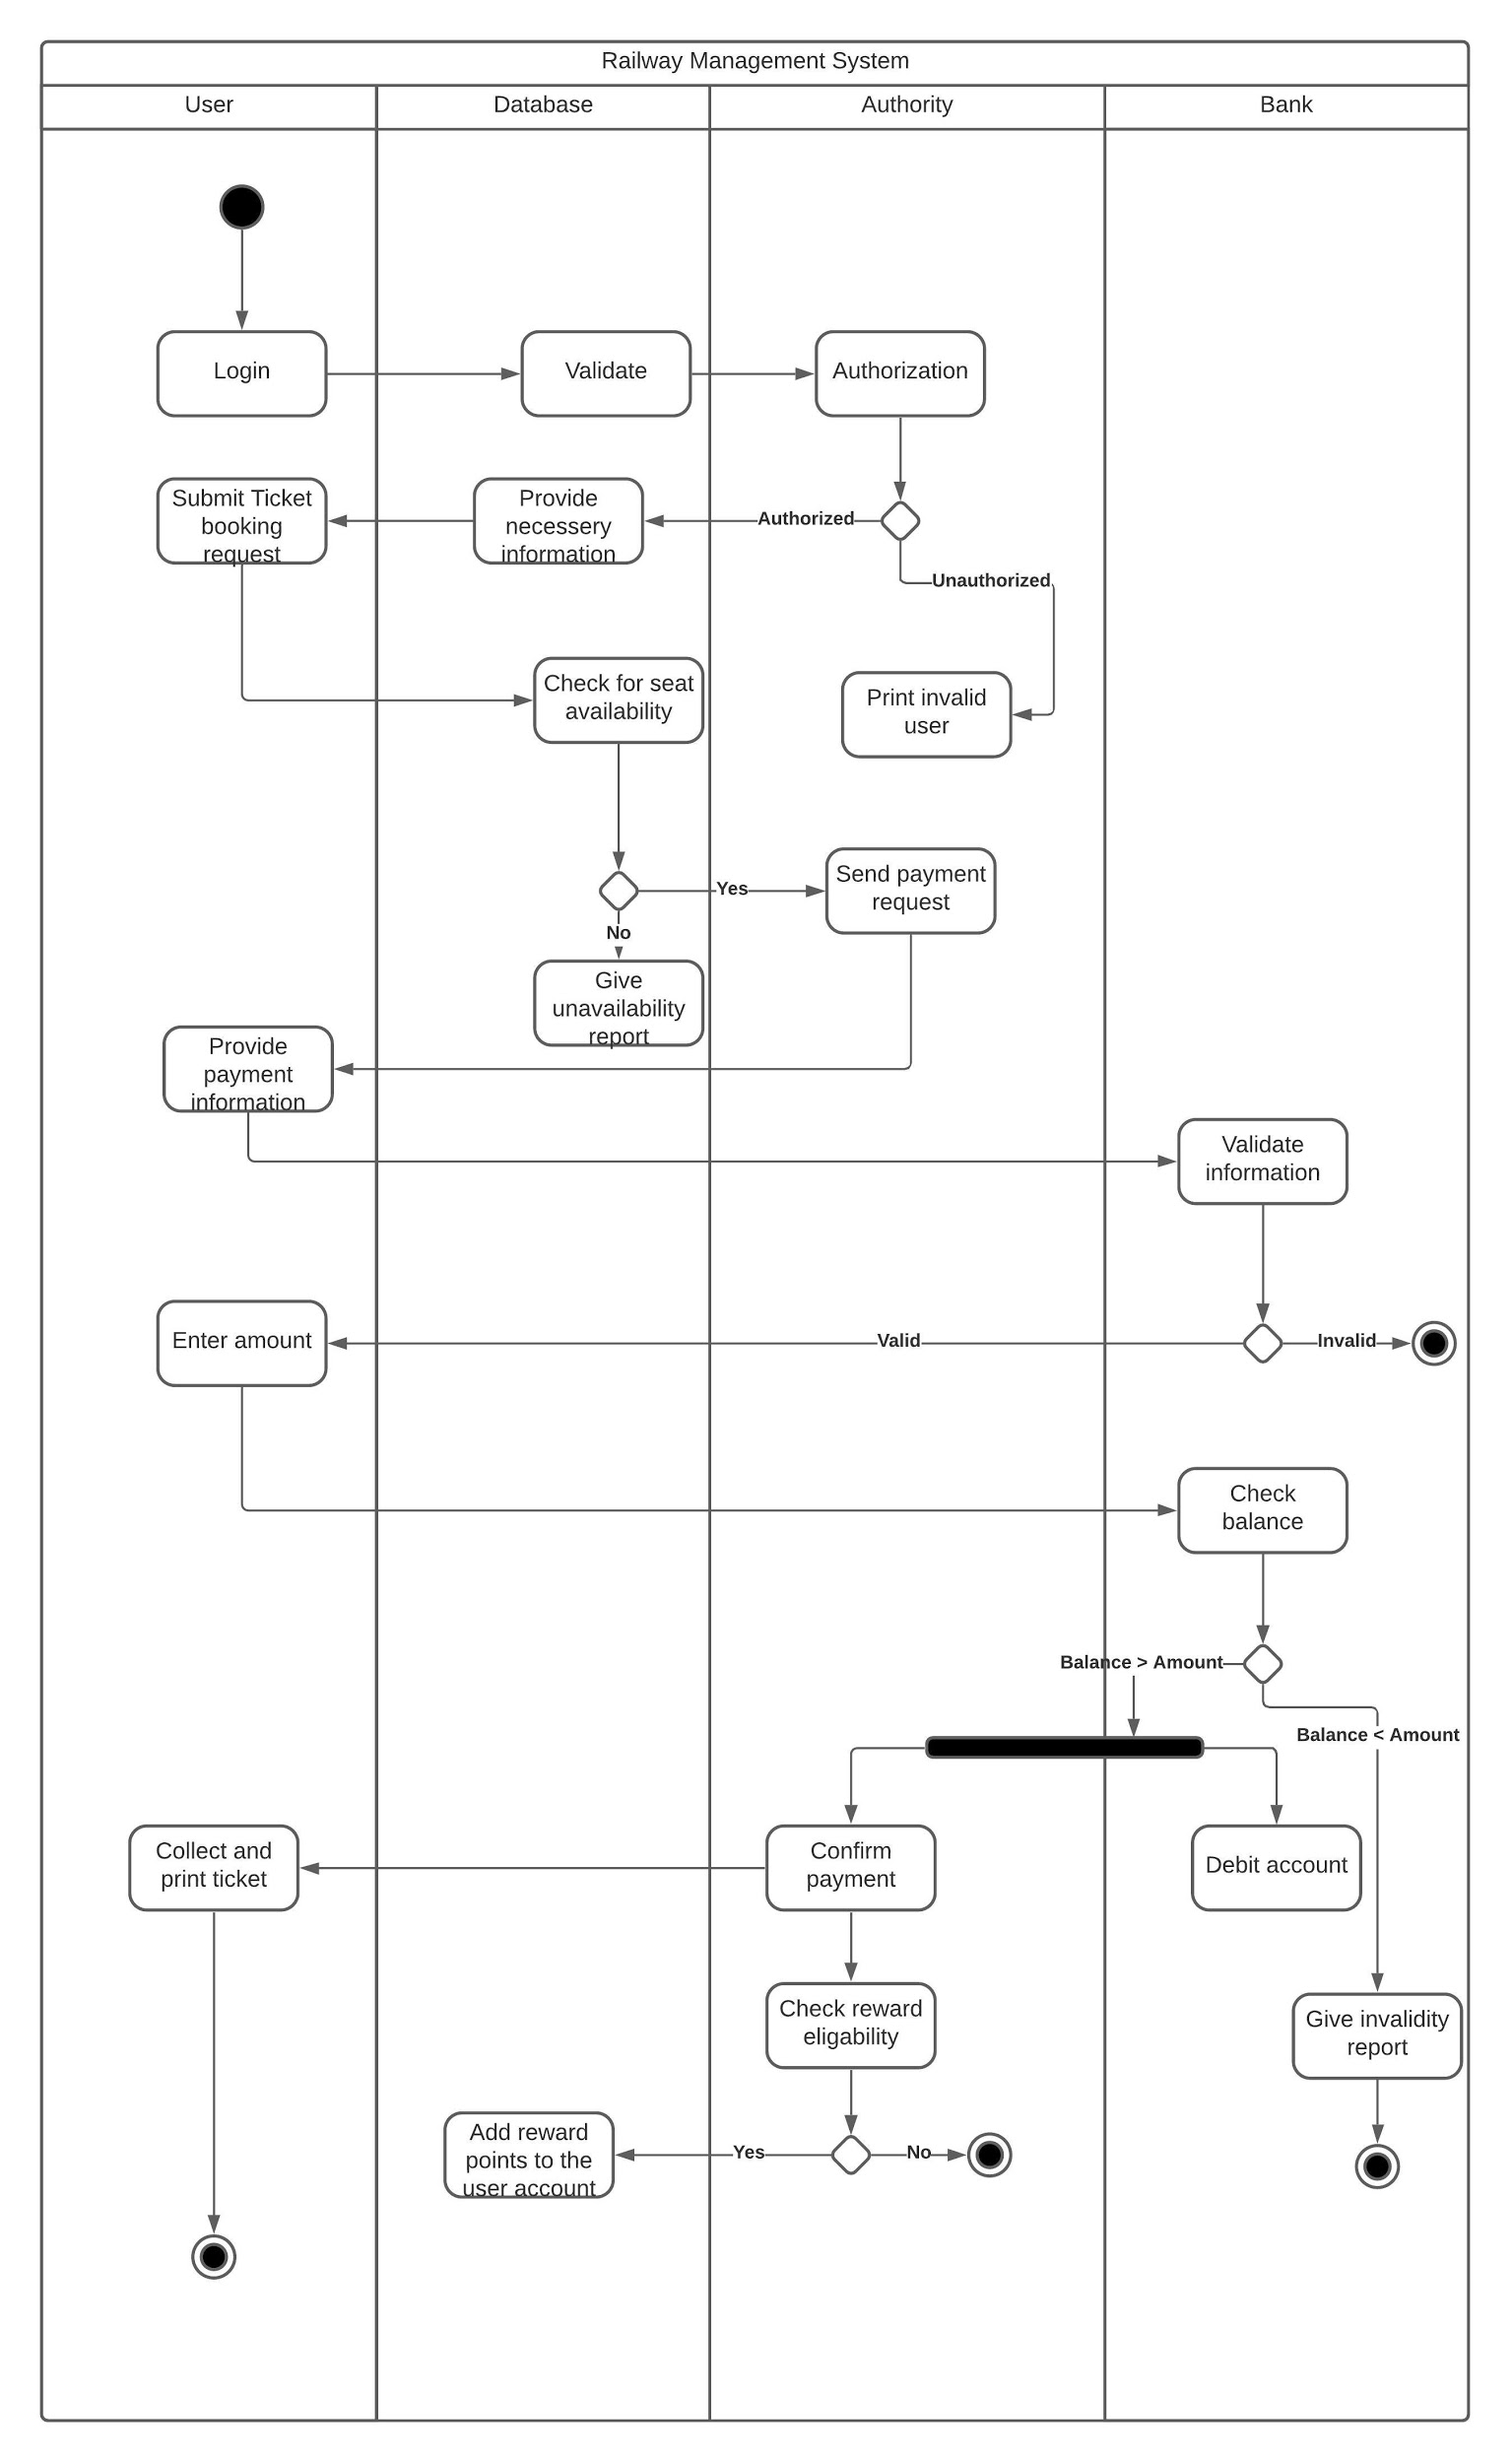 Railway Management System
User
Database
Authority
Bank
Login
Validate
Authorization
Submit Ticket
booking
request
Provide
necessery
information
Authorized
Unauthorized
Check for seat
availability
Print invalid
user
Send payment
request
Yes
No
Give
unavailability
report
Provide
payment
information
Validate
information
Enter amount
Valid
Invalid
Check
balance
Balance > Amount
Balance < Amount
Collect and
print ticket
Confirm
payment
Debit account
Check reward
eligability
Give invalidity
report
Add reward
points to the
user account
Yes
No